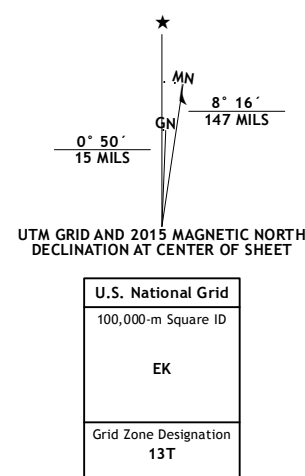 ★
MN
GN
8° 16´
147 MILS
0° 50´
15 MILS
UTM GRID AND 2015 MAGNETIC NORTH
DECLINATION AT CENTER OF SHEET
U.S. National Grid
100,000-m Square ID
EK
Grid Zone Designation
13T